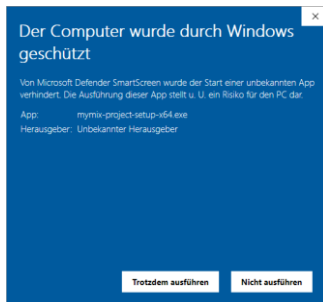 Der Computer wurde durch Windows
geschützt
Von Microsoft Defender SmartScreen wurde der Start einer unbekannten App
verhindert. Die Ausführung dieser App stellt u. U. ein Risiko für den PC dar.
App: mymix-project-setup-x64.exe
Herausgeber: Unbekannter Herausgeber
Trotzdem ausführen Nicht ausführen